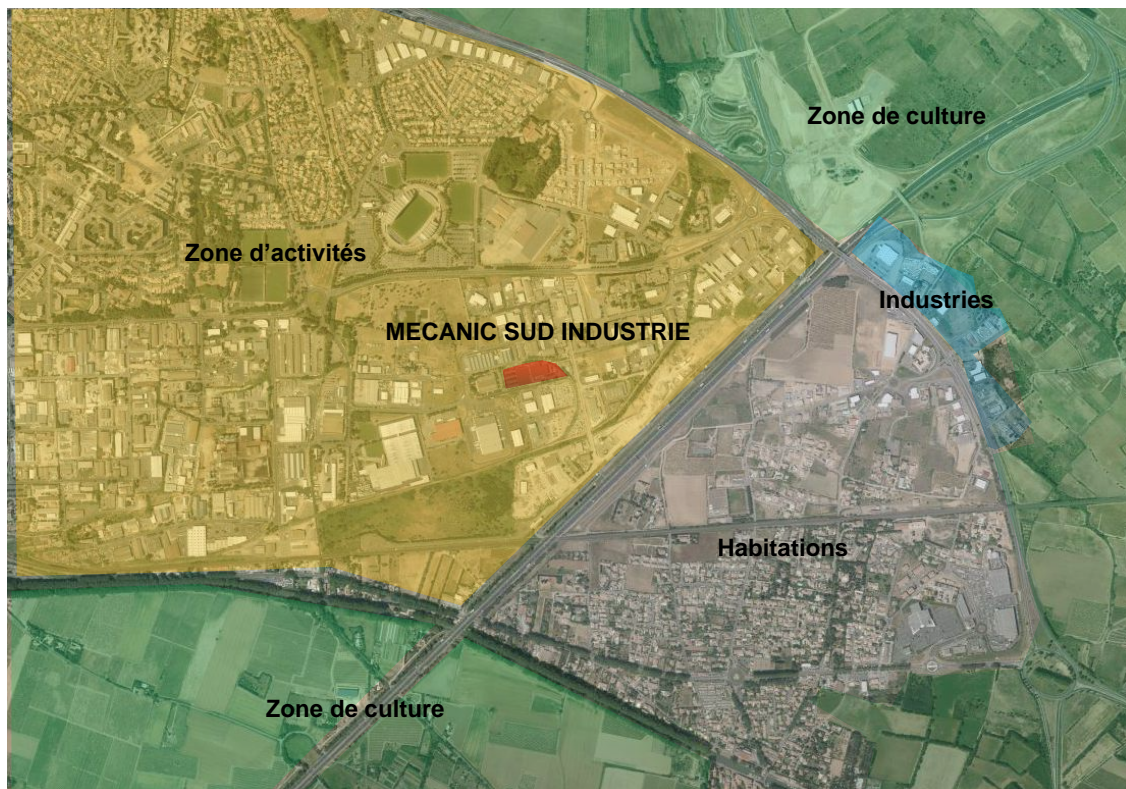 Zone de culture
Zone d’activités
Industries
MECANIC SUD INDUSTRIE
Habitations
Zone de culture